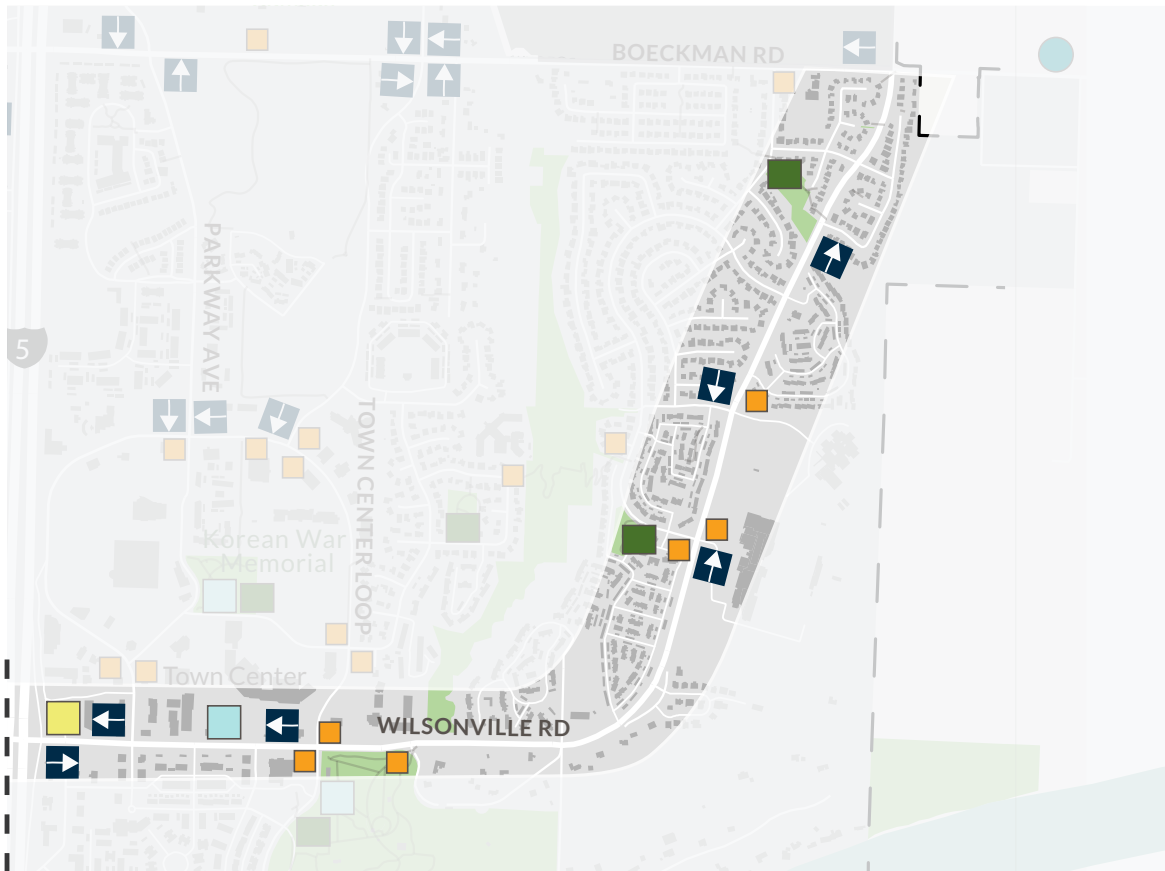 BOECKMAN RD
PARKWAY AVE
5
TOWN CENTER LOOP
Korean War
Memorial
Town Center
WILSONVILLE RD